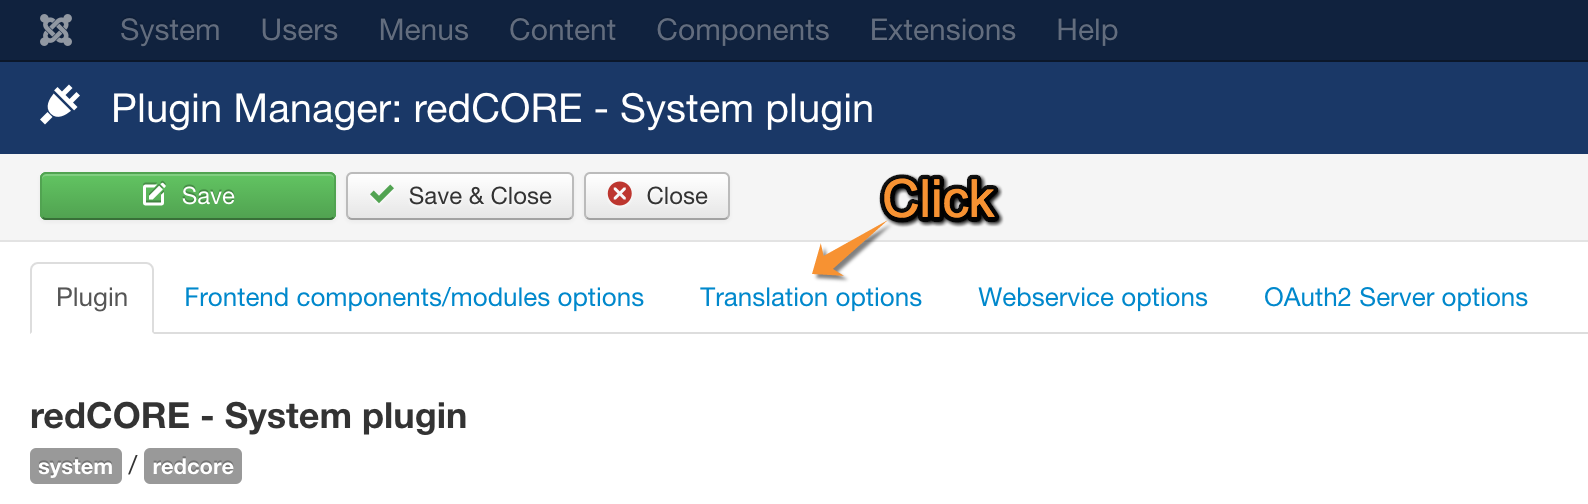 System Users Menus Content Components Extensions Help
Plugin Manager: redCORE - System plugin
Save Save & Close Close
Click
Plugin Frontend components/modules options Translation options Webservice options OAuth2 Server options
redCORE - System plugin
system / redcore